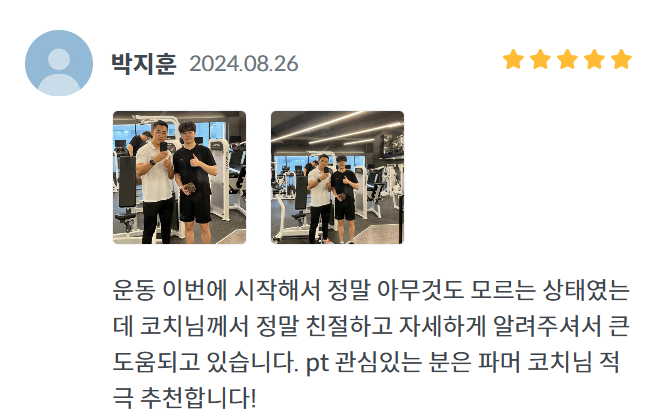 박지훈 2024.08.26
운동 이번에 시작해서 정말 아무것도 모르는 상태였는
데 코치님께서 정말 친절하고 자세하게 알려주셔서 큰
도움되고 있습니다. pt 관심있는 분은 파머 코치님 적
극 추천합니다!